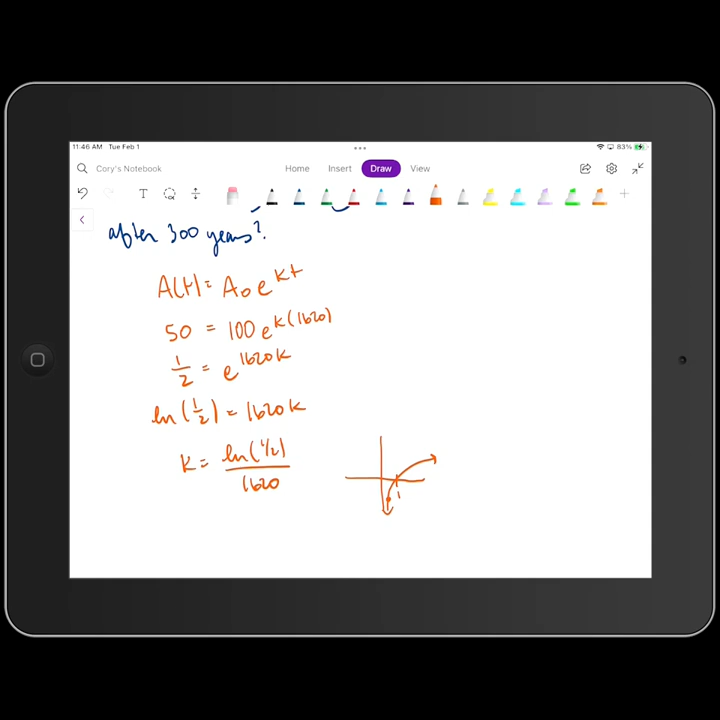 11:46 AM Tue Feb 1
83%
Cory's Notebook
Home Insert Draw View
T
after 300 years?
A(t) = A₀e^{kt}
50 = 100e^{k(1620)}
1/2 = e^{1620k}
ln(1/2) = 1620k
k = ln(1/2)/1620
1